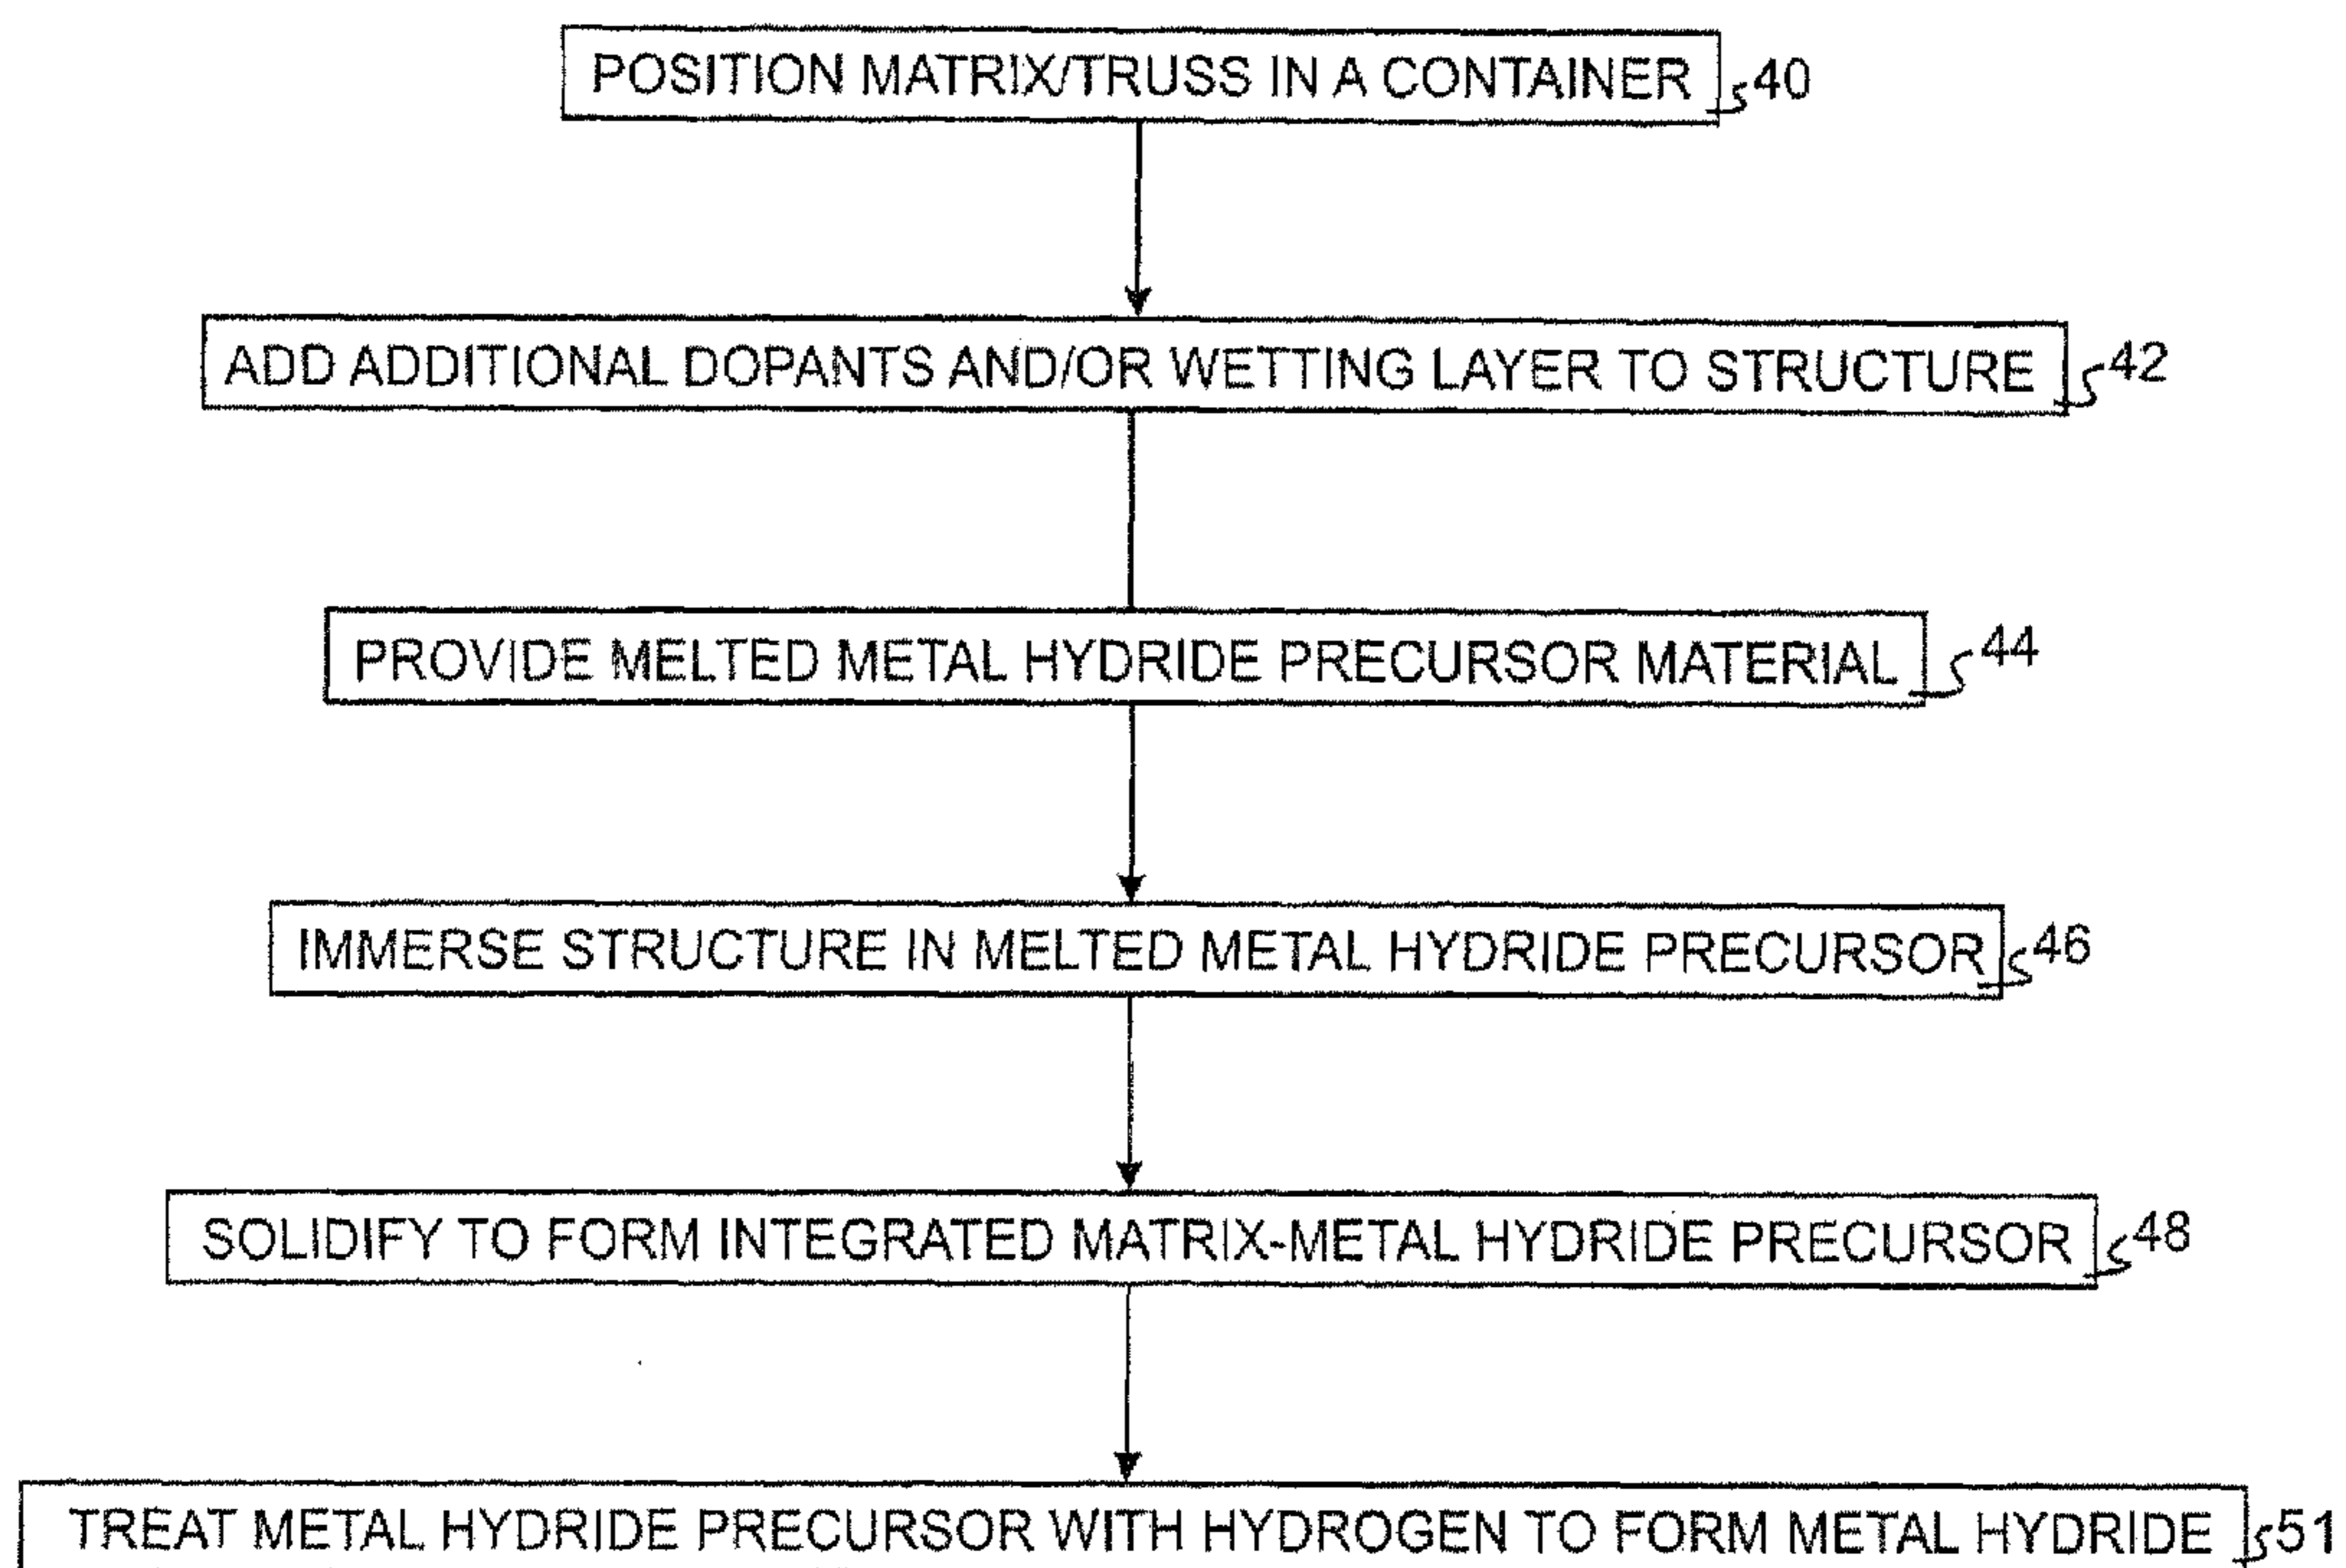 POSITION MATRIX/TRUSS IN A CONTAINER 40
ADD ADDITIONAL DOPANTS AND/OR WETTING LAYER TO STRUCTURE 42
PROVIDE MELTED METAL HYDRIDE PRECURSOR MATERIAL 44
IMMERSE STRUCTURE IN MELTED METAL HYDRIDE PRECURSOR 46
SOLIDIFY TO FORM INTEGRATED MATRIX-METAL HYDRIDE PRECURSOR 48
TREAT METAL HYDRIDE PRECURSOR WITH HYDROGEN TO FORM METAL HYDRIDE 51